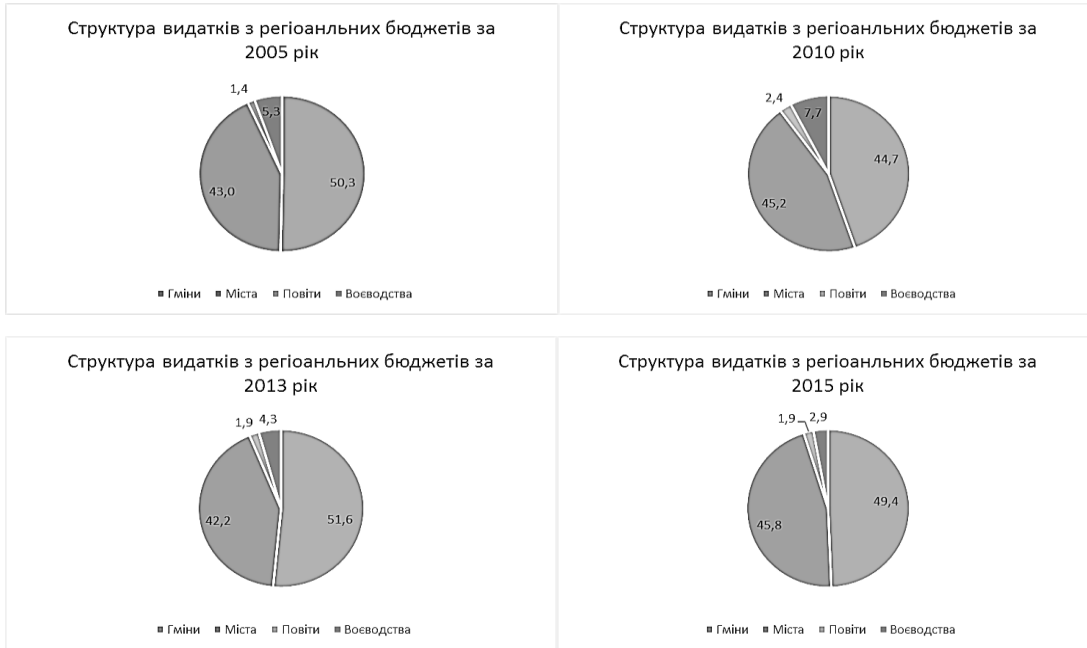 Структура видатків з регіоанльних бюджетів за
2005 рік
1,4
5,3
43,0
50,3
Гміни Міста Повіти Воєводства
Структура видатків з регіоанльних бюджетів за
2010 рік
2,4
7,7
44,7
45,2
Гміни Міста Повіти Воєводства
Структура видатків з регіоанльних бюджетів за
2013 рік
1,9 4,3
42,2
51,6
Гміни Міста Повіти Воєводства
Структура видатків з регіоанльних бюджетів за
2015 рік
1,9 2,9
49,4
45,8
Гміни Міста Повіти Воєводства